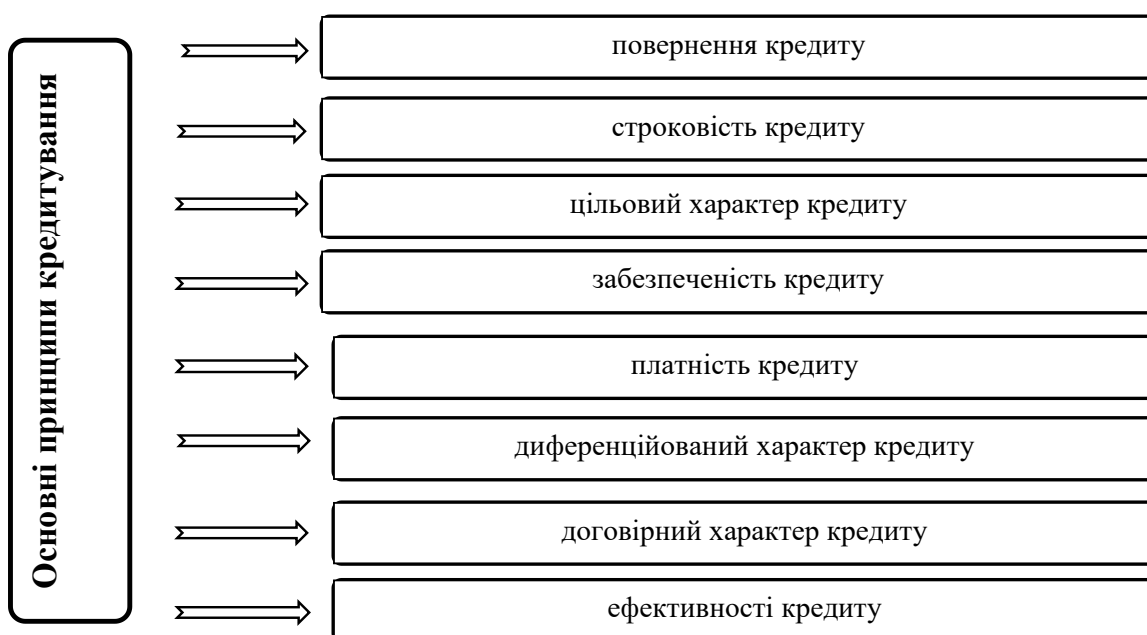 Основні принципи кредитування
повернення кредиту
строковість кредиту
цільовий характер кредиту
забезпеченість кредиту
платність кредиту
диференційований характер кредиту
договірний характер кредиту
ефективності кредиту